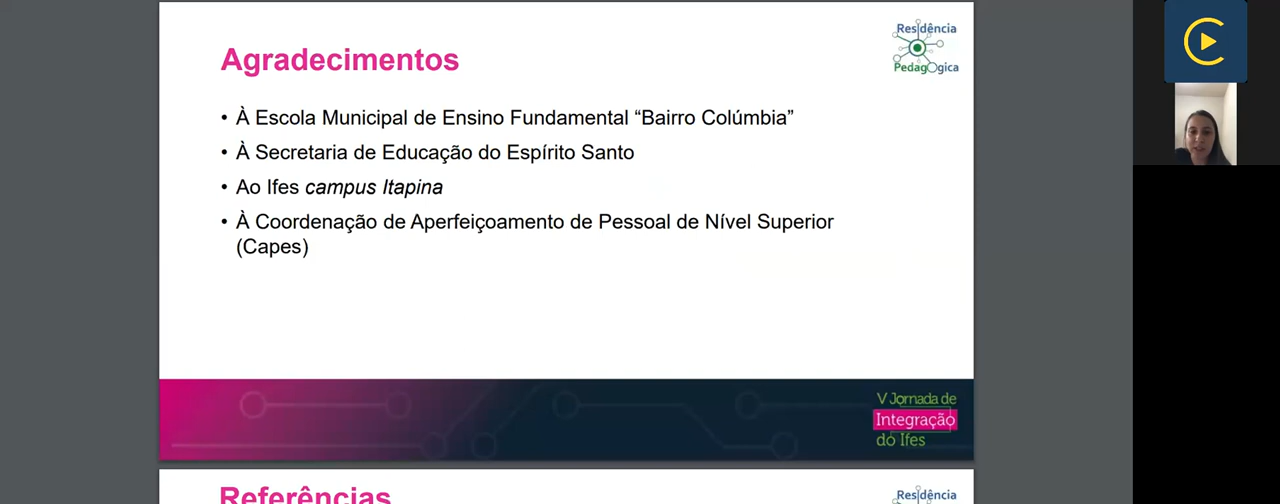 Agradecimentos
Residência
Pedagógica
• À Escola Municipal de Ensino Fundamental “Bairro Colúmbia”
• À Secretaria de Educação do Espírito Santo
• Ao Ifes campus Itapina
• À Coordenação de Aperfeiçoamento de Pessoal de Nível Superior
(Capes)
V Jornada de
Integração
do Ifes
Referências
Residência